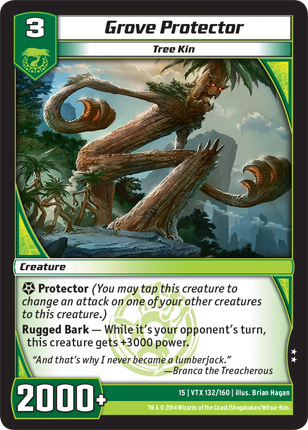 3
Grove Protector
Tree Kin
Creature
Protector (You may tap this creature to
change an attack on one of your other creatures
to this creature.)
Rugged Bark — While it's your opponent's turn,
this creature gets +3000 power.
"And that's why I never became a lumberjack."
—Branca the Treacherous
2000+
15 | VTX 132/160 | Illus. Brian Hagan
TM & © 2014 Wizards of the Coast/Shogakukan/Mitsui-Kids.